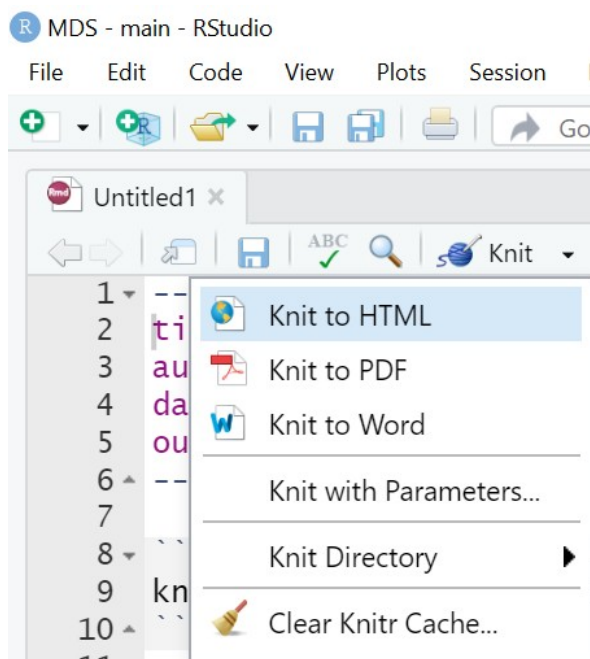 R MDS - main - RStudio
File Edit Code View Plots Session
R
Go
Rmd Untitled1
ABC Knit
1 --
2 ti Knit to HTML
3 au Knit to PDF
4 da Knit to Word
5 ou
6 -- Knit with Parameters...
7
8 `` Knit Directory
9 kn
10 `` Clear Knitr Cache...